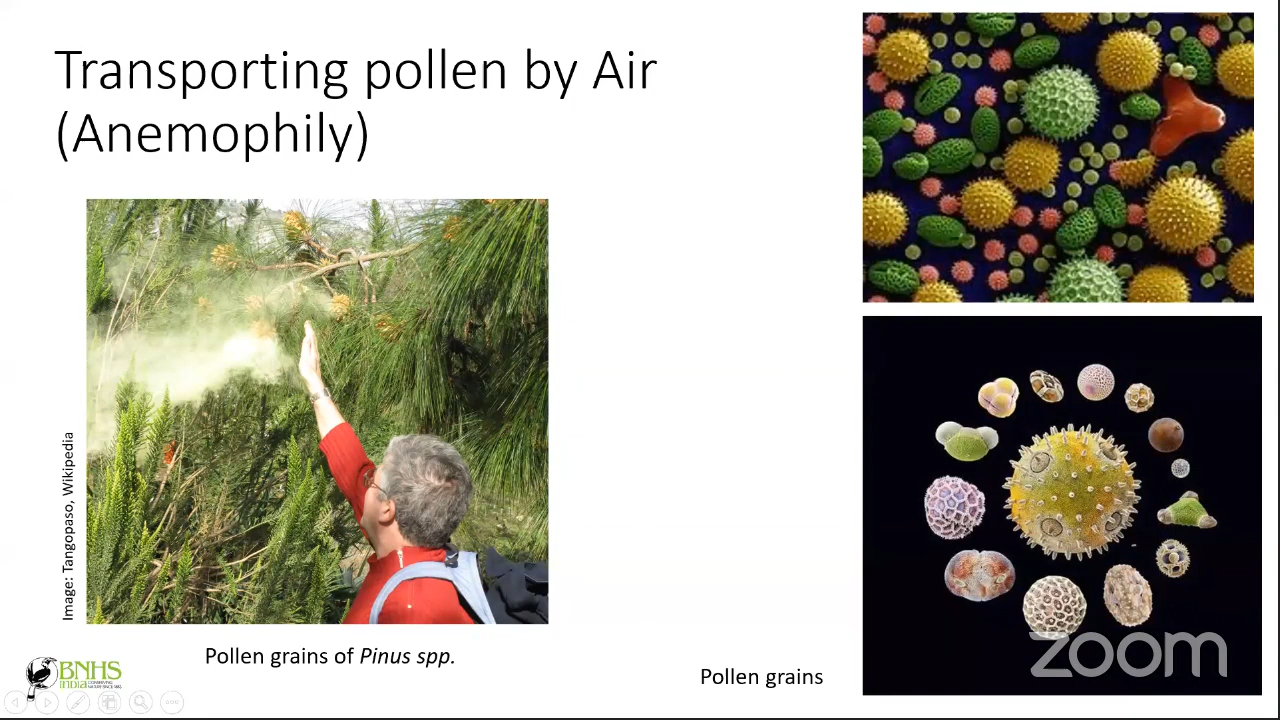 Transporting pollen by Air
(Anemophily)
Image: Tangopaso, Wikipedia
Pollen grains of Pinus spp.
Pollen grains
BNHS
INDIA
zoom